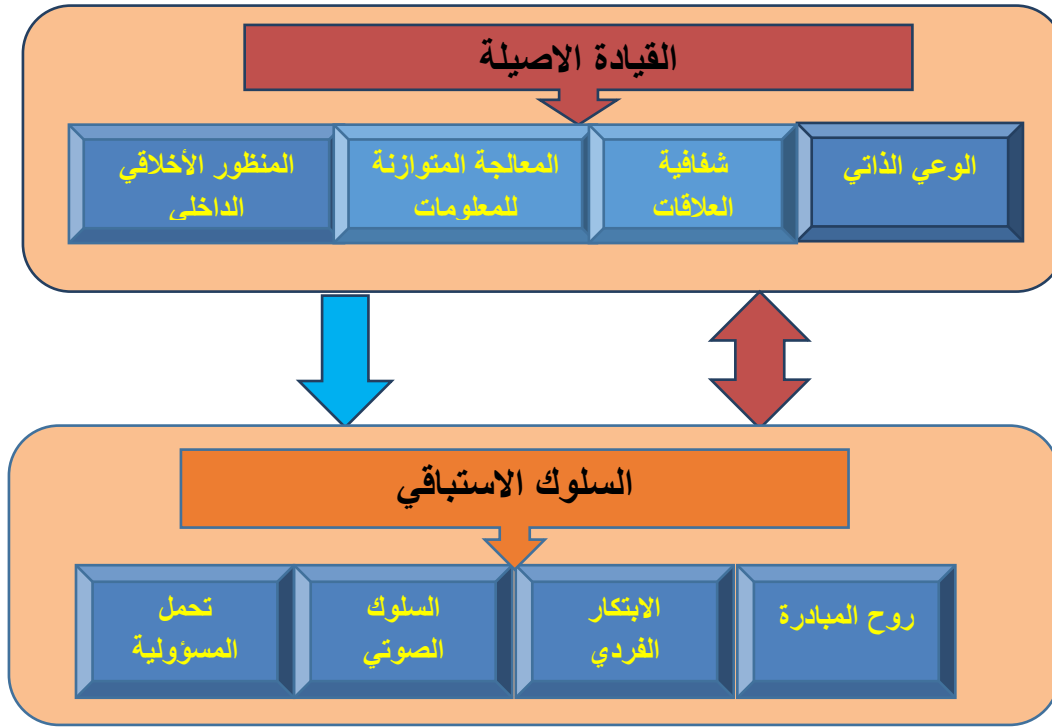 القيادة الاصيلة
الوعي الذاتي
شفافية
العلاقات
المعالجة المتوازنة
للمعلومات
المنظور الأخلاقي
الداخلي
السلوك الاستباقي
روح المبادرة
الابتكار
الفردي
السلوك
الصوتي
تحمل
المسؤولية